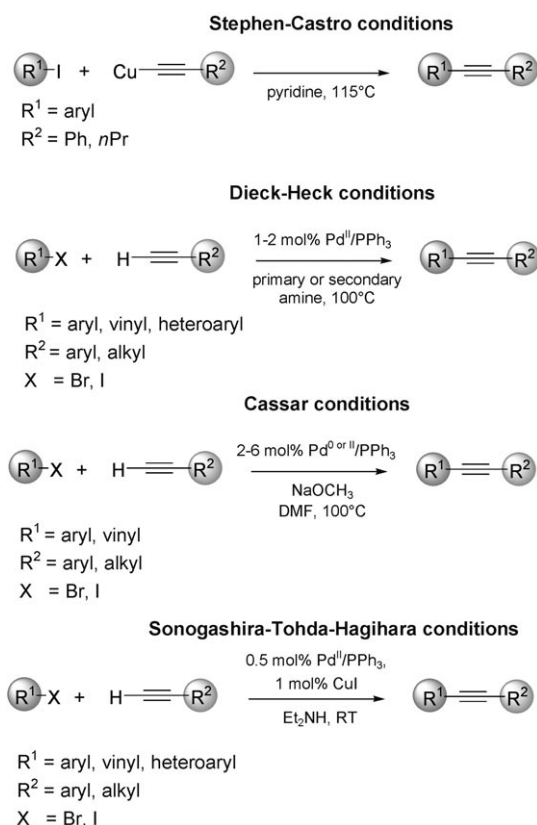 Stephen-Castro conditions
R¹-I + Cu-≡-R² R¹-≡-R²
pyridine, 115°C
R¹ = aryl
R² = Ph, nPr
Dieck-Heck conditions
1-2 mol% Pdᴵᴵ/PPh₃
R¹-X + H-≡-R² R¹-≡-R²
primary or secondary
amine, 100°C
R¹ = aryl, vinyl, heteroaryl
R² = aryl, alkyl
X = Br, I
Cassar conditions
2-6 mol% Pd⁰ ᵒʳ ᴵᴵ/PPh₃
R¹-X + H-≡-R² R¹-≡-R²
NaOCH₃
DMF, 100°C
R¹ = aryl, vinyl
R² = aryl, alkyl
X = Br, I
Sonogashira-Tohda-Hagihara conditions
0.5 mol% Pdᴵᴵ/PPh₃,
1 mol% CuI
R¹-X + H-≡-R² R¹-≡-R²
Et₂NH, RT
R¹ = aryl, vinyl, heteroaryl
R² = aryl, alkyl
X = Br, I